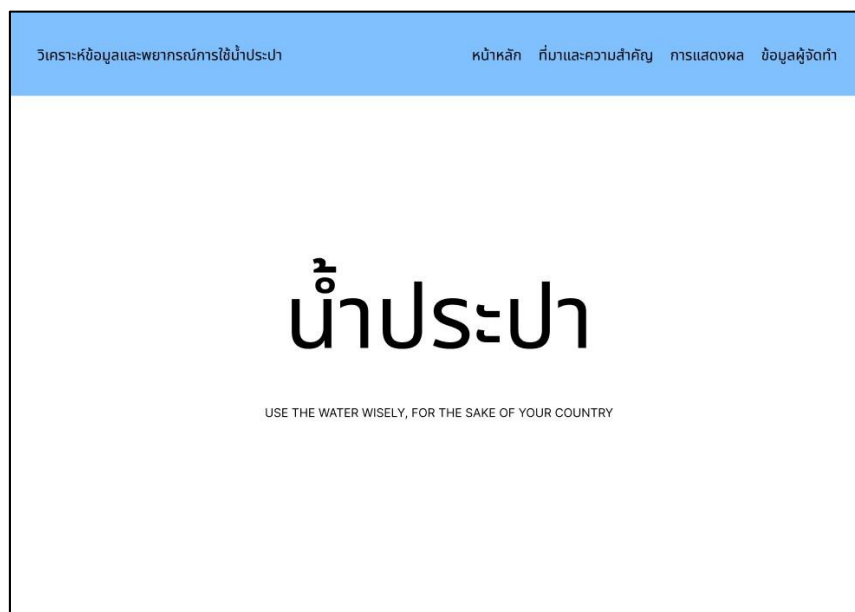 วิเคราะห์ข้อมูลและพยากรณ์การใช้น้ำประปา หน้าหลัก ที่มาและความสำคัญ การแสดงผล ข้อมูลผู้จัดทำ
น้ำประปา
USE THE WATER WISELY, FOR THE SAKE OF YOUR COUNTRY